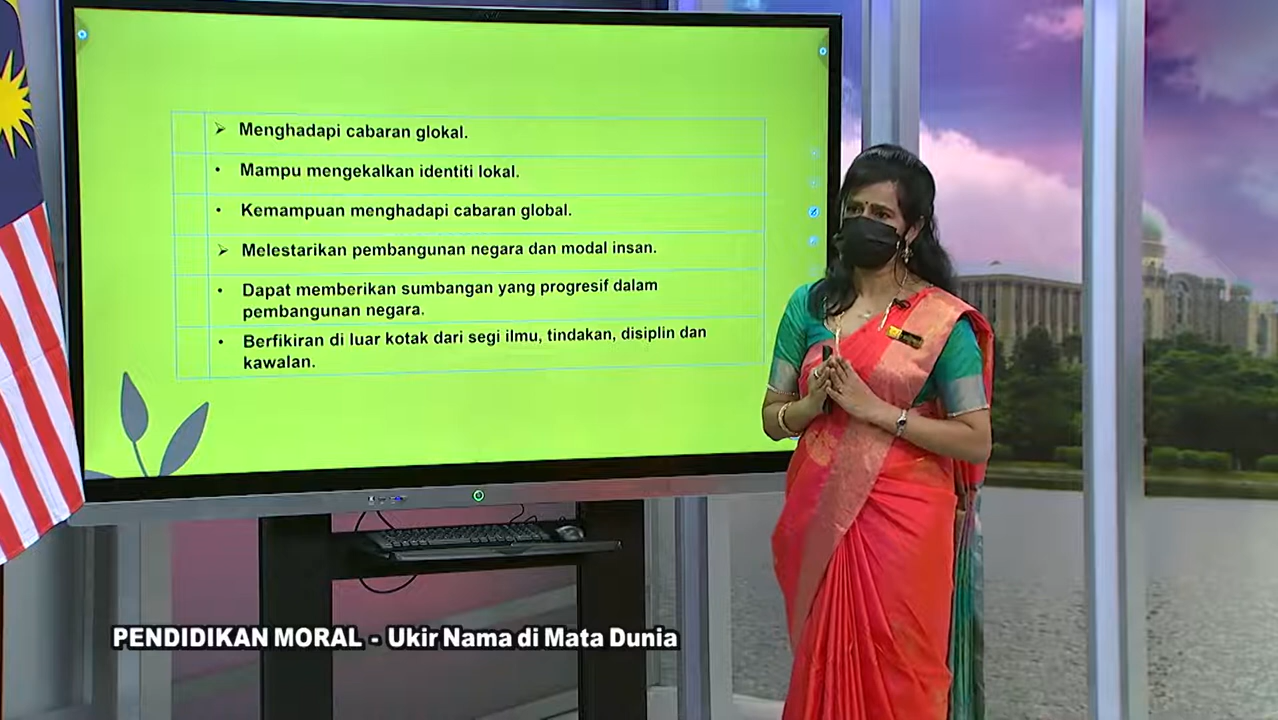 Menghadapi cabaran glokal.
Mampu mengekalkan identiti lokal.
Kemampuan menghadapi cabaran global.
Melestarikan pembangunan negara dan modal insan.
Dapat memberikan sumbangan yang progresif dalam
pembangunan negara.
Berfikiran di luar kotak dari segi ilmu, tindakan, disiplin dan
kawalan.
PENDIDIKAN MORAL - Ukir Nama di Mata Dunia